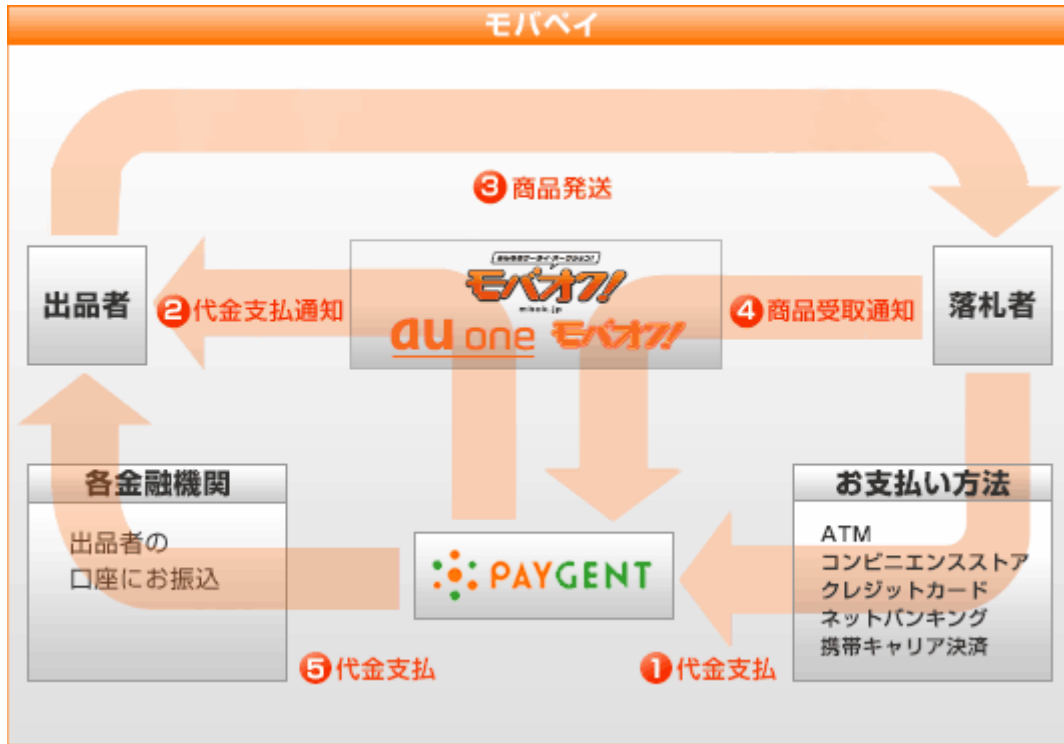 モバペイ
❸商品発送
出品者
❷代金支払通知
モバオク!
mbok.jp
au one モバオク!
❹商品受取通知
落札者
各金融機関
出品者の
口座にお振込
PAYGENT
お支払い方法
ATM
コンビニエンスストア
クレジットカード
ネットバンキング
携帯キャリア決済
❺代金支払
❶代金支払